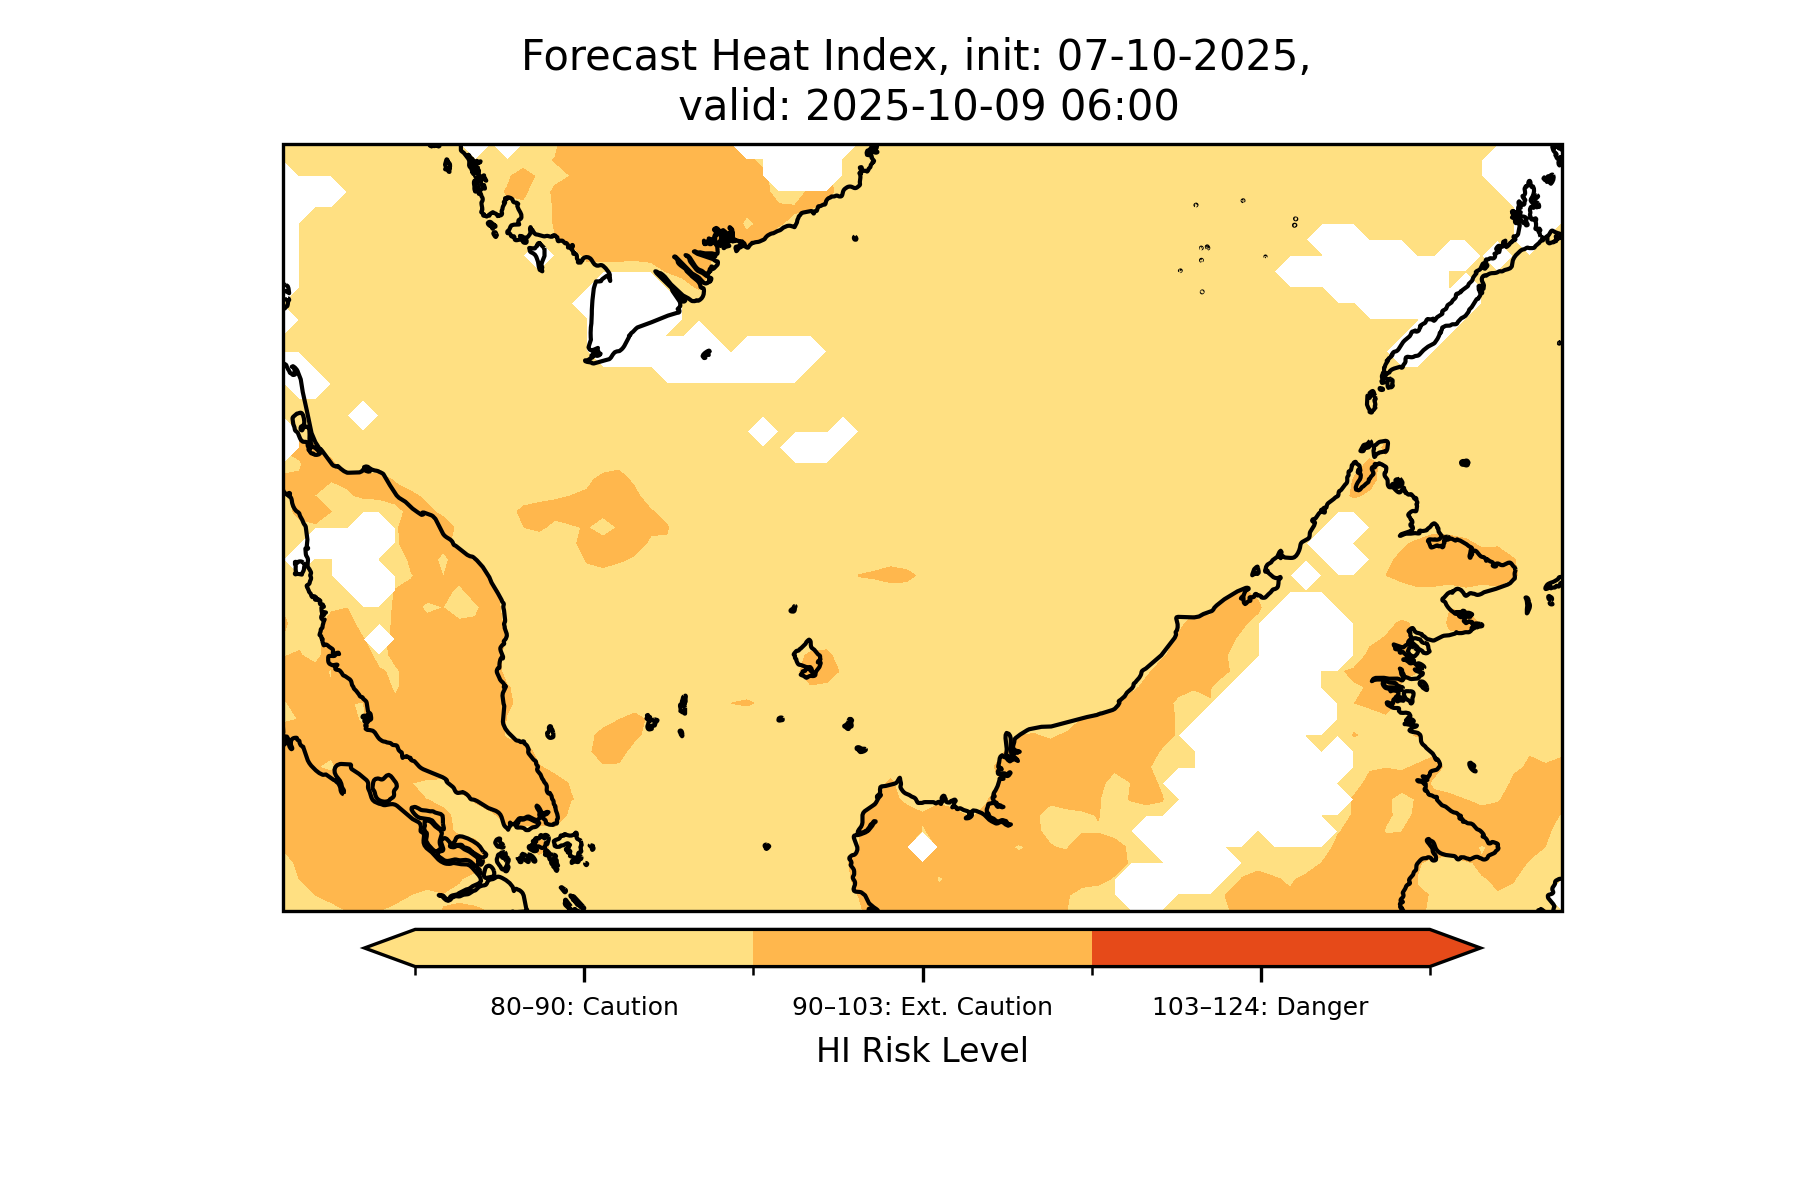 Forecast Heat Index, init: 07-10-2025,
valid: 2025-10-09 06:00
80–90: Caution
90–103: Ext. Caution
103–124: Danger
HI Risk Level